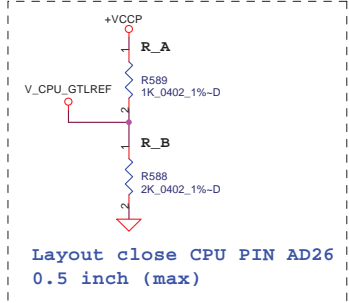 +VCCP
1
R_A
V_CPU_GTLREF
R589
1K_0402_1%~D
2
1
R_B
R588
2K_0402_1%~D
2
Layout close CPU PIN AD26
0.5 inch (max)